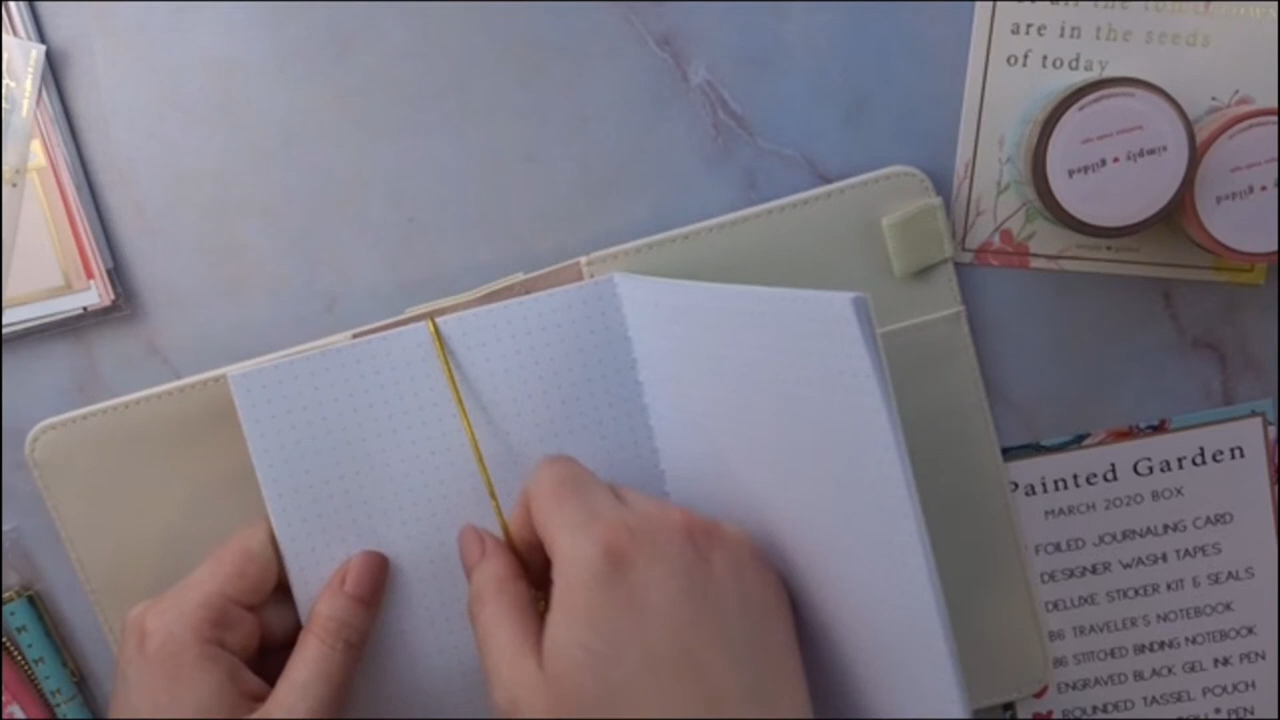 are in the seeds
of today
simply ♥ gilded
simply ♥ gilded
Painted Garden
MARCH 2020 BOX
FOILED JOURNALING CARD
DESIGNER WASHI TAPES
DELUXE STICKER KIT & SEALS
B6 TRAVELER'S NOTEBOOK
B6 STITCHED BINDING NOTEBOOK
ENGRAVED BLACK GEL INK PEN
ROUNDED TASSEL POUCH
PEN